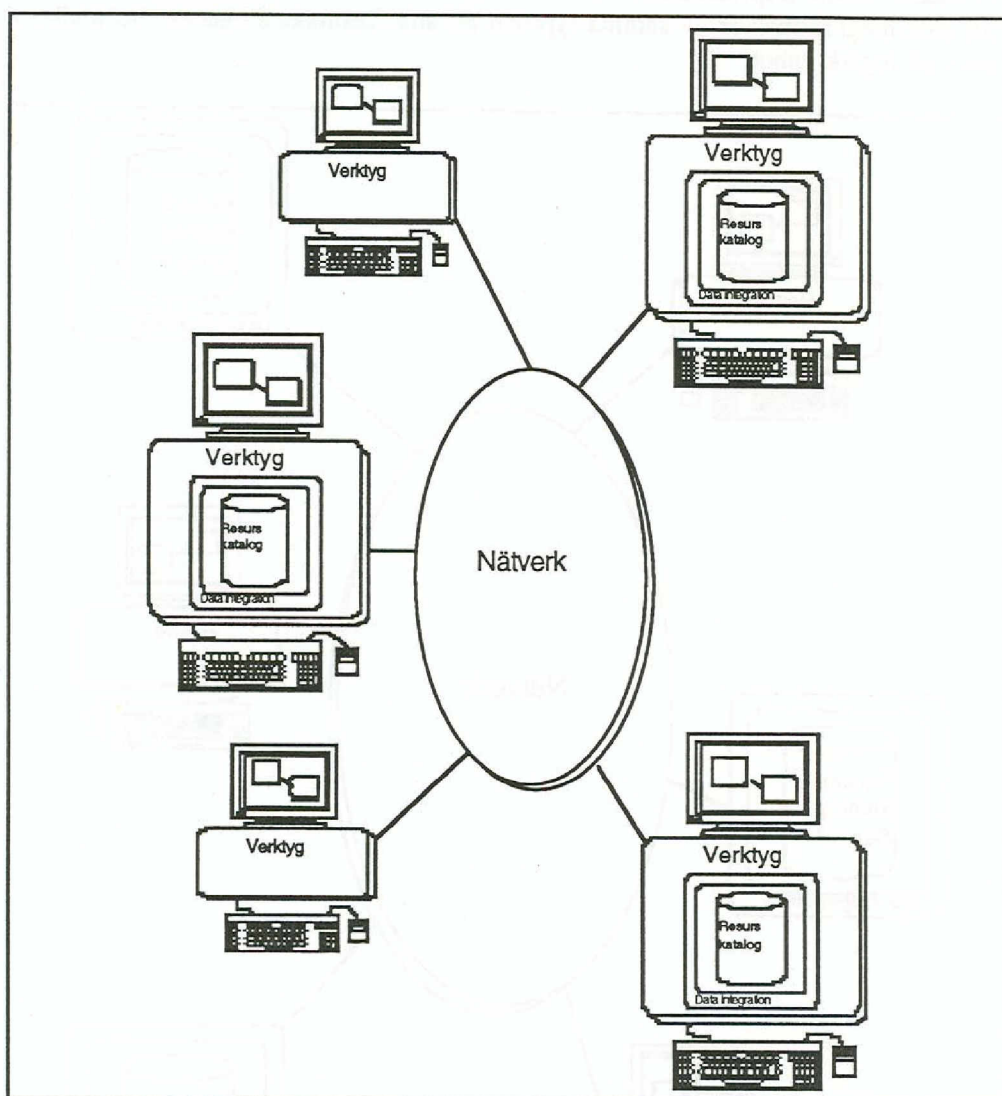 Verktyg
Verktyg
Resurs
katalog
Data Integration
Verktyg
Resurs
katalog
Data Integration
Nätverk
Verktyg
Verktyg
Resurs
katalog
Data Integration